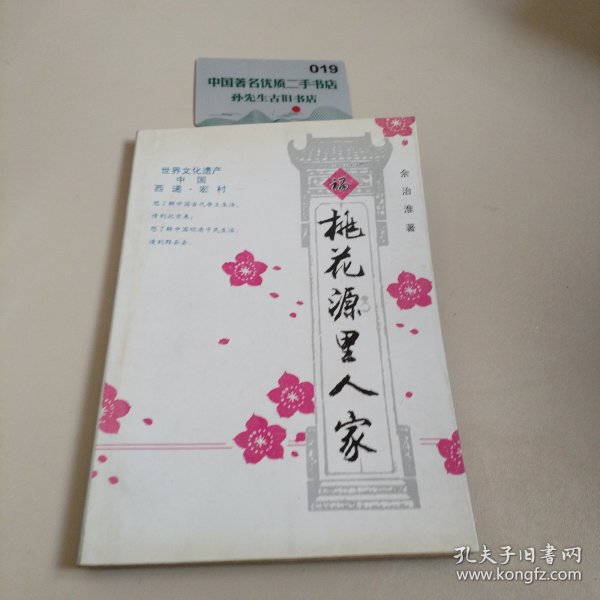 019
中国著名优质二手书店
孙先生古旧书店
世界文化遗产
中国
西递·宏村
想了解中国古代帝王生活,
请到北京来;
想了解中国明清平民生活,
请到黟县去。
福
桃花源里人家
余治淮 著
孔夫子旧书网
www.kongfz.com